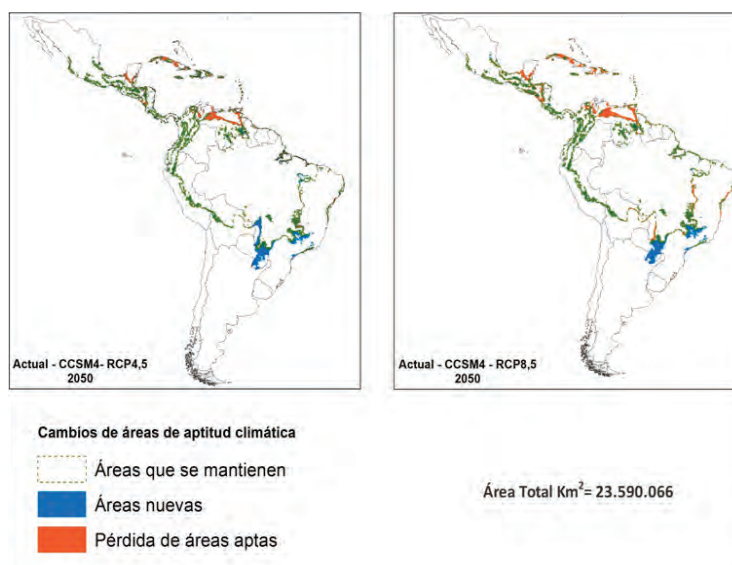 Actual - CCSM4- RCP4,5
2050
Actual - CCSM4 - RCP8,5
2050
Cambios de áreas de aptitud climática
Áreas que se mantienen
Áreas nuevas
Pérdida de áreas aptas
Área Total Km²= 23.590.066